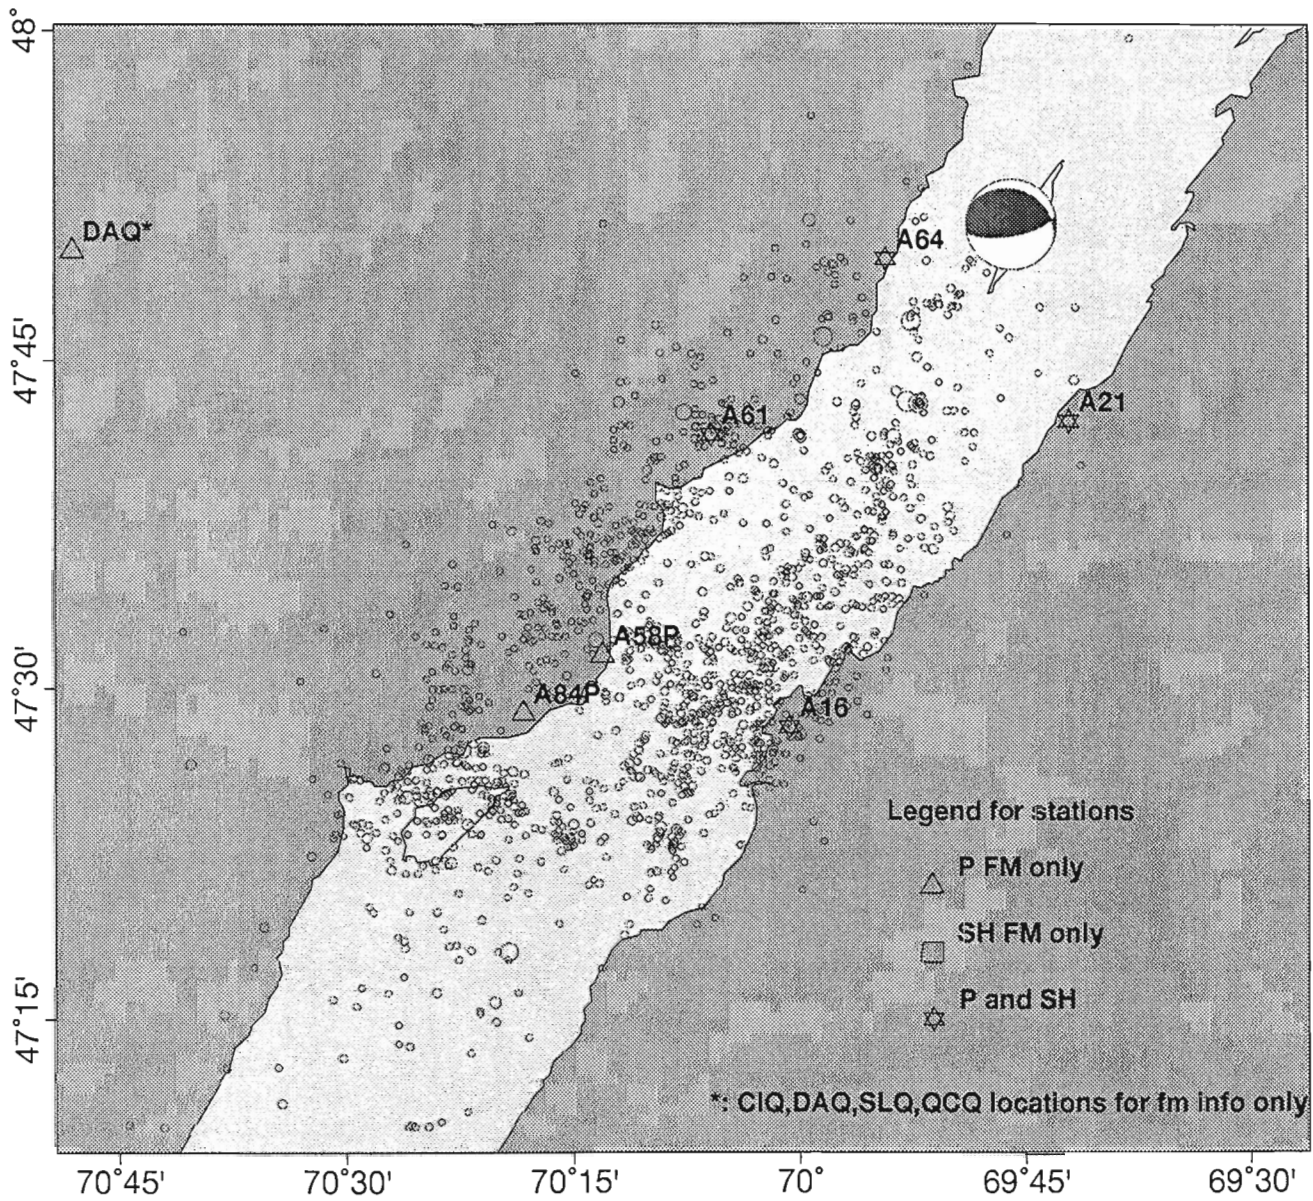 48°
DAQ*
A64
47°45'
A61
A21
A58P
47°30'
A84P
A16
Legend for stations
P FM only
SH FM only
47°15'
P and SH
*: CIQ,DAQ,SLQ,QCQ locations for fm info only
70°45'
70°30'
70°15'
70°
69°45'
69°30'